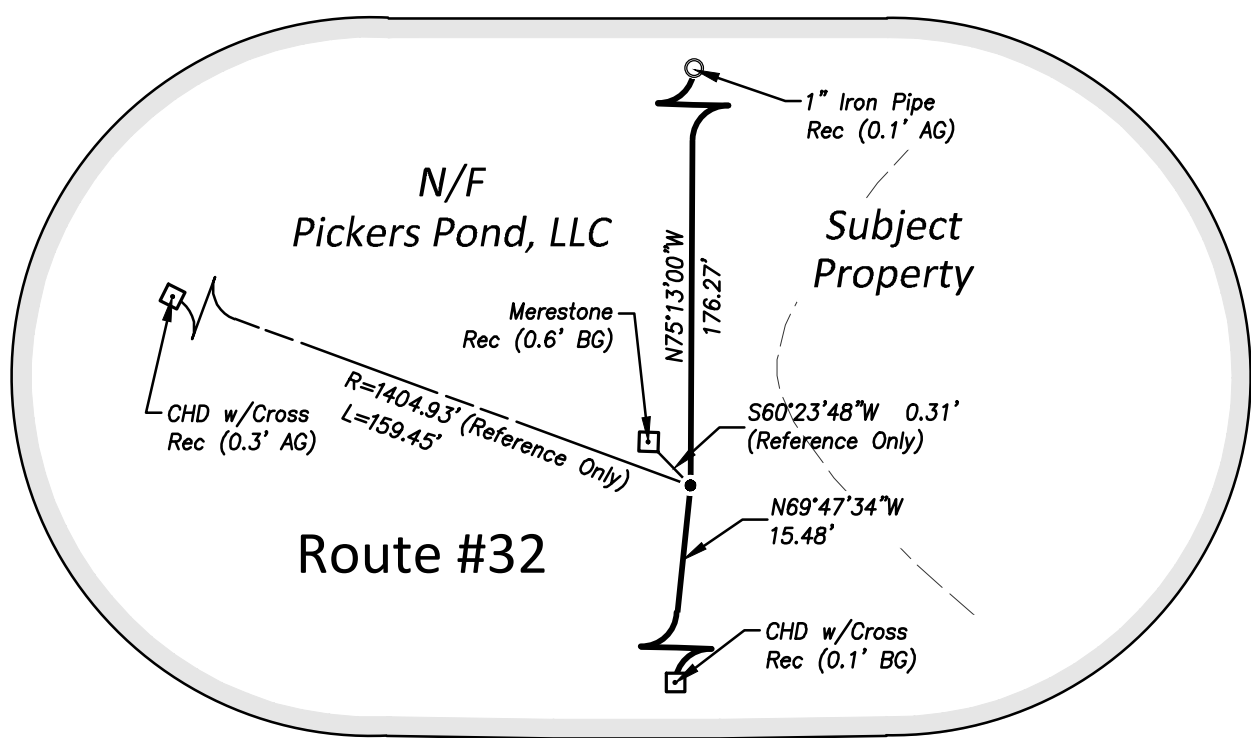 1" Iron Pipe
Rec (0.1' AG)
N/F
Pickers Pond, LLC
Subject
Property
N75°13'00"W
176.27'
Merestone
Rec (0.6' BG)
R=1404.93' (Reference Only)
L=159.45'
CHD w/Cross
Rec (0.3' AG)
S60°23'48"W 0.31'
(Reference Only)
N69°47'34"W
15.48'
Route #32
CHD w/Cross
Rec (0.1' BG)